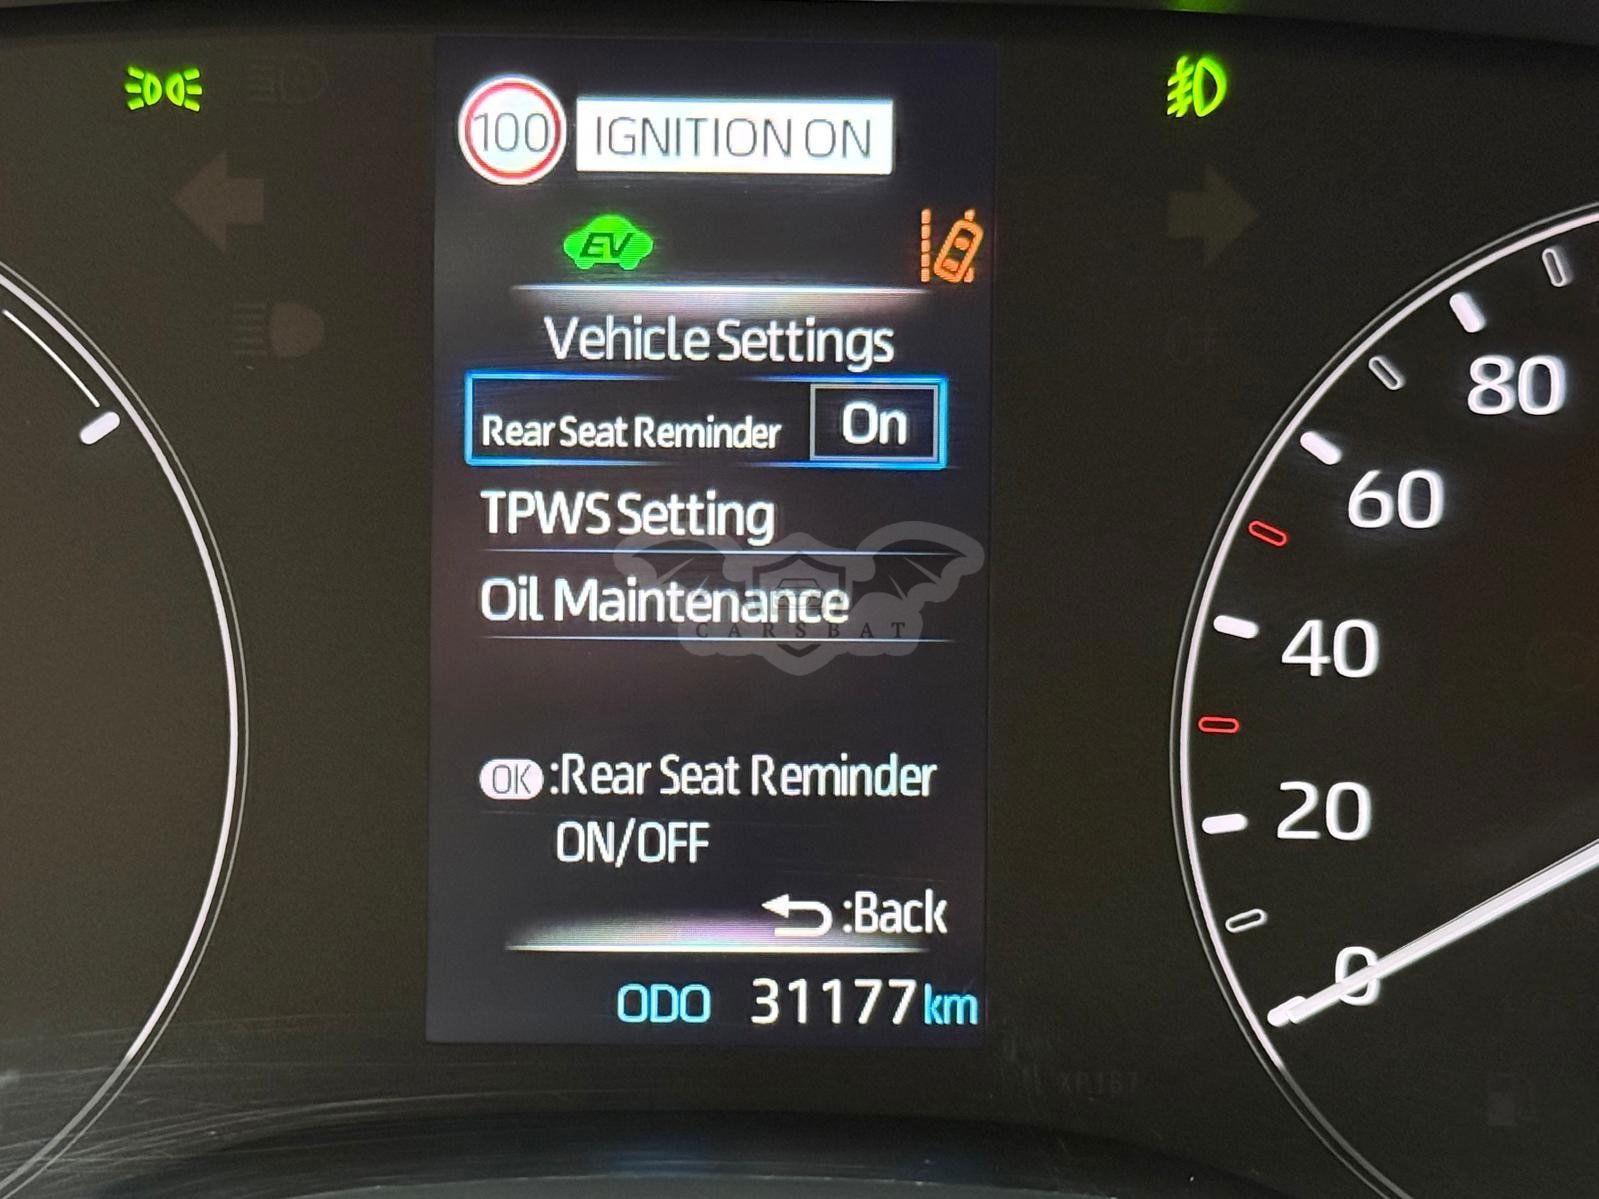 100 IGNITION ON
EV
Vehicle Settings
Rear Seat Reminder On
TPWS Setting
Oil Maintenance
CARSBAT
OK :Rear Seat Reminder
ON/OFF
:Back
ODO 31177 km
80
60
40
20
0